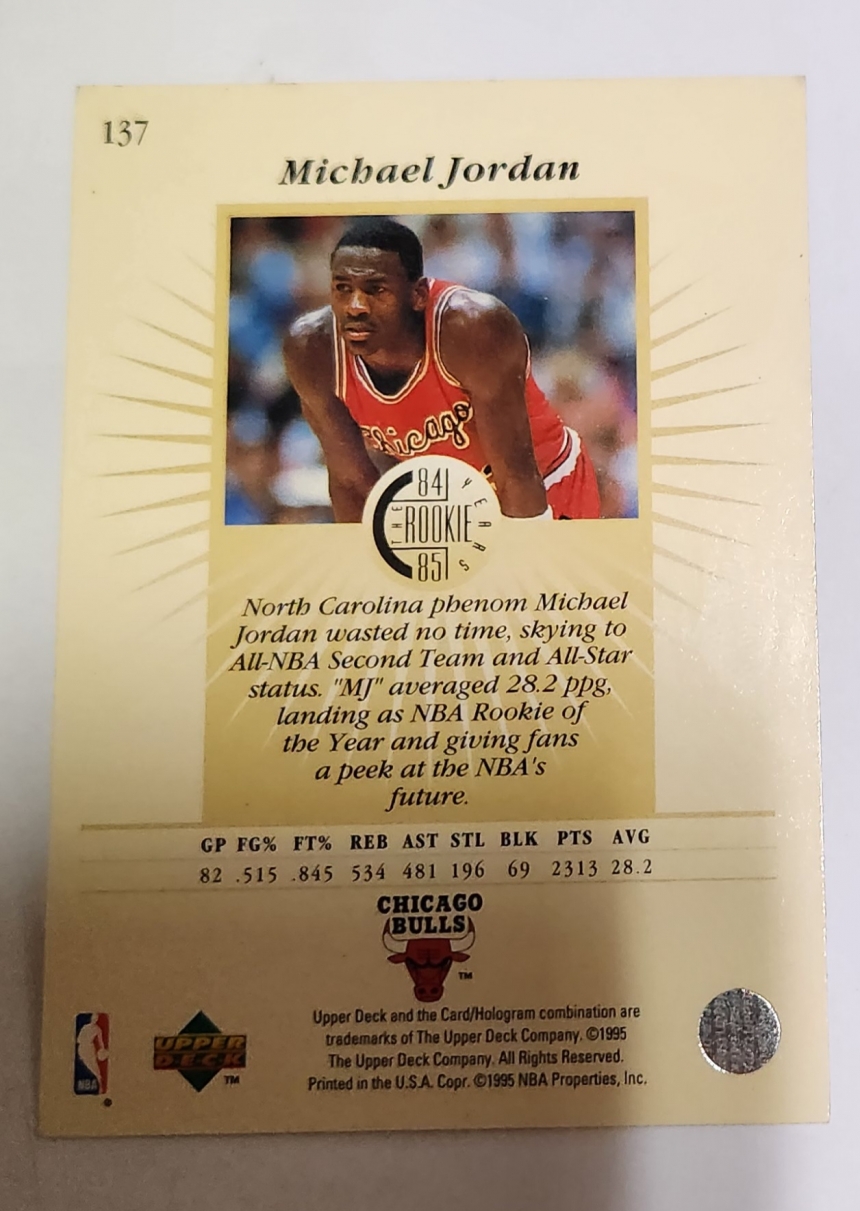 137
Michael Jordan
Chicago
84
THE ROOKIE YEARS
85
North Carolina phenom Michael
Jordan wasted no time, skying to
All-NBA Second Team and All-Star
status. "MJ" averaged 28.2 ppg,
landing as NBA Rookie of
the Year and giving fans
a peek at the NBA's
future.
GP FG% FT% REB AST STL BLK PTS AVG
82 .515 .845 534 481 196 69 2313 28.2
CHICAGO
BULLS
TM
Upper Deck and the Card/Hologram combination are
trademarks of The Upper Deck Company. ©1995
The Upper Deck Company. All Rights Reserved.
Printed in the U.S.A. Copr. ©1995 NBA Properties, Inc.
NBA
®
UPPER
DECK
TM